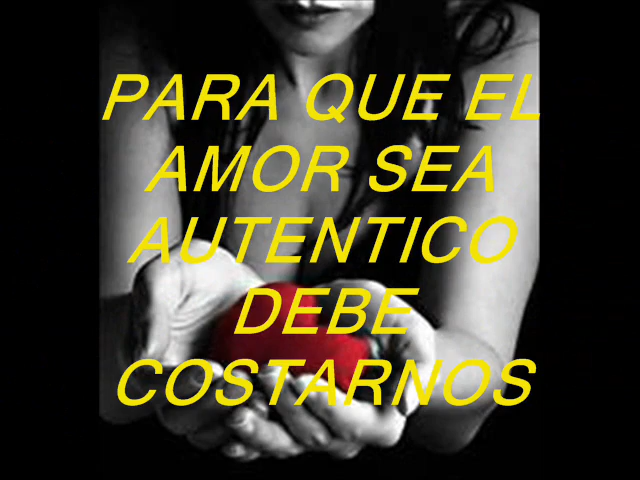 PARA QUE EL
AMOR SEA
AUTENTICO
DEBE
COSTARNOS